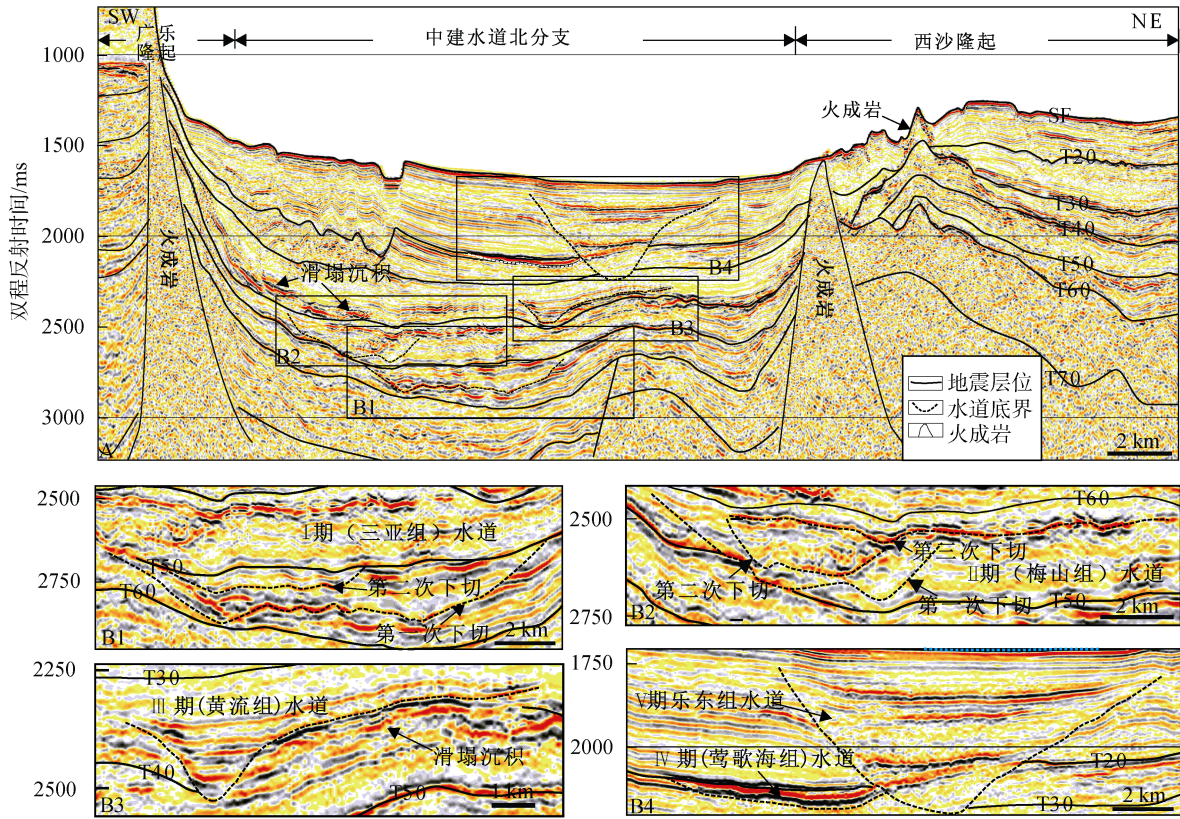 SW
NE
广乐
隆起
中建水道北分支
西沙隆起
1000
1500
2000
2500
3000
双程反射时间/ms
火成岩
SF
T20
T30
T40
T50
T60
T70
火成岩
滑塌沉积
火成岩
B4
B3
B2
B1
A
地震层位
水道底界
火成岩
2 km
2500
2750
I期（三亚组）水道
T50
T60
第二次下切
第一次下切
B1
2 km
2500
2750
T60
第三次下切
第二次下切
II期（梅山组）水道
第一次下切
T50
B2
2 km
2250
2500
T30
III期(黄流组)水道
滑塌沉积
T40
T50
B3
1 km
1750
2000
V期乐东组水道
IV期(莺歌海组)水道
T20
T30
B4
2 km